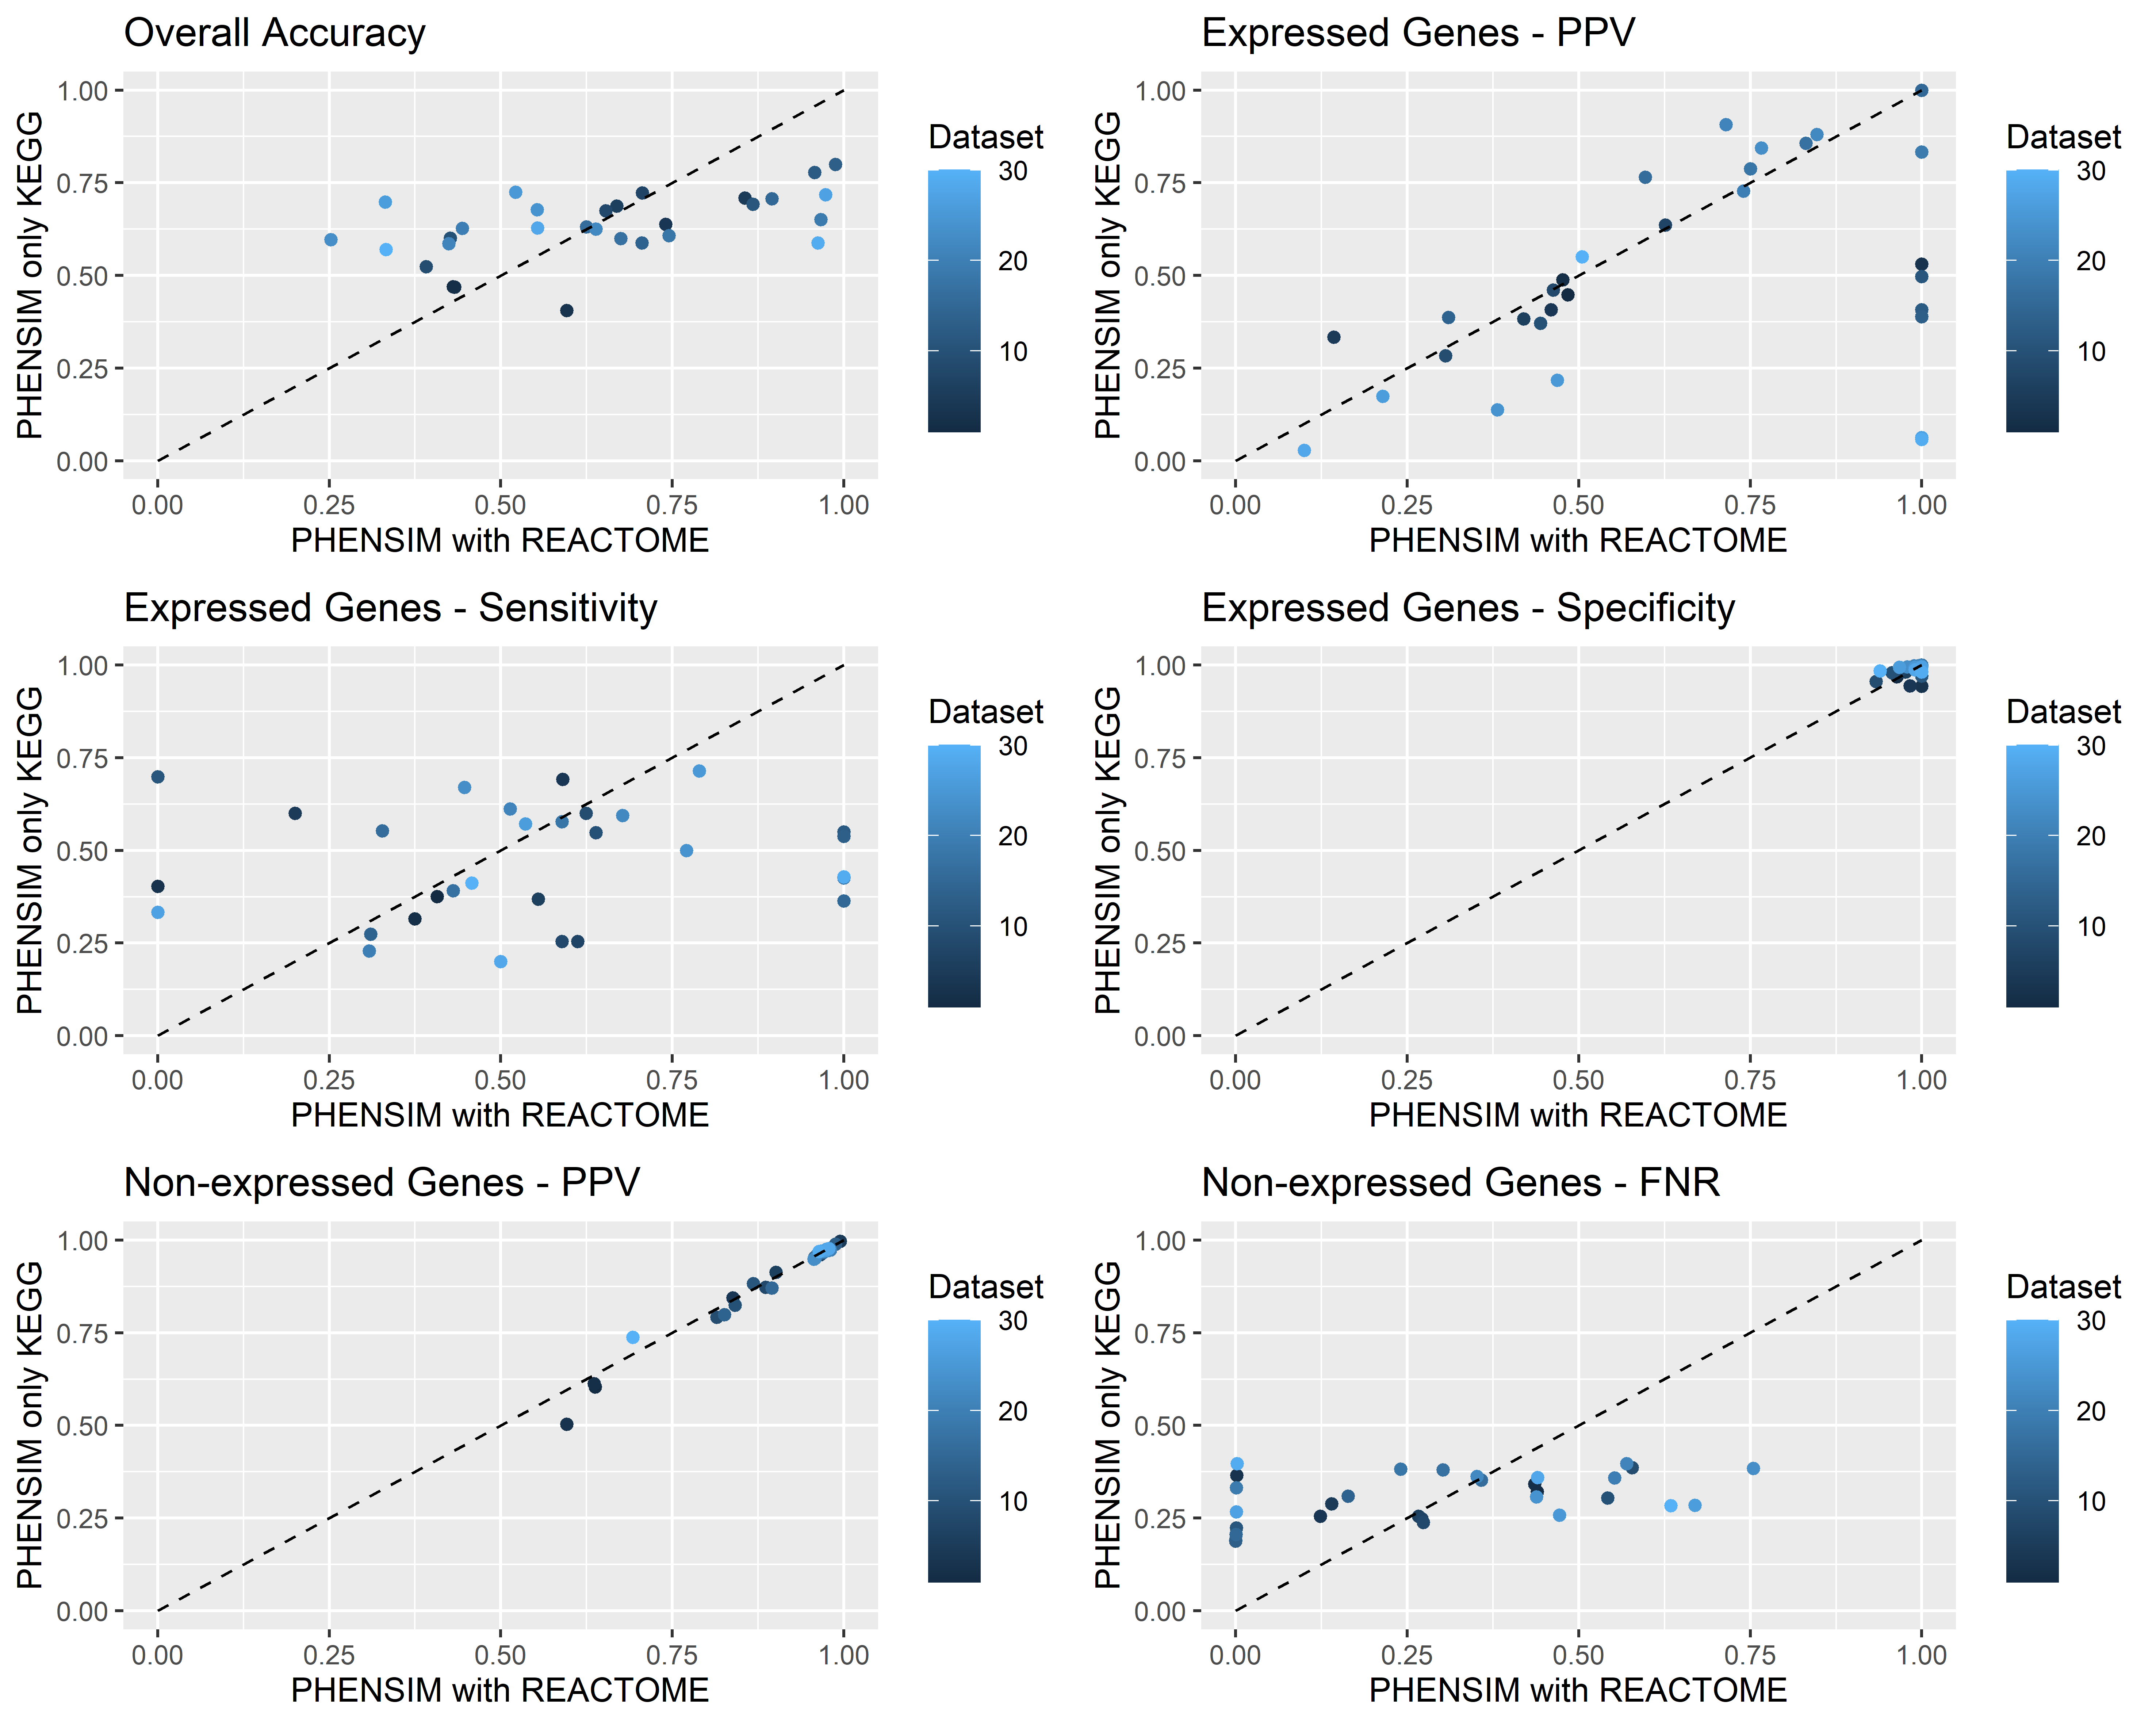 Overall Accuracy
PHENSIM only KEGG
1.00
0.75
0.50
0.25
0.00
0.00 0.25 0.50 0.75 1.00
PHENSIM with REACTOME
Dataset
30
20
10
Expressed Genes - PPV
PHENSIM only KEGG
1.00
0.75
0.50
0.25
0.00
0.00 0.25 0.50 0.75 1.00
PHENSIM with REACTOME
Dataset
30
20
10
Expressed Genes - Sensitivity
PHENSIM only KEGG
1.00
0.75
0.50
0.25
0.00
0.00 0.25 0.50 0.75 1.00
PHENSIM with REACTOME
Dataset
30
20
10
Expressed Genes - Specificity
PHENSIM only KEGG
1.00
0.75
0.50
0.25
0.00
0.00 0.25 0.50 0.75 1.00
PHENSIM with REACTOME
Dataset
30
20
10
Non-expressed Genes - PPV
PHENSIM only KEGG
1.00
0.75
0.50
0.25
0.00
0.00 0.25 0.50 0.75 1.00
PHENSIM with REACTOME
Dataset
30
20
10
Non-expressed Genes - FNR
PHENSIM only KEGG
1.00
0.75
0.50
0.25
0.00
0.00 0.25 0.50 0.75 1.00
PHENSIM with REACTOME
Dataset
30
20
10